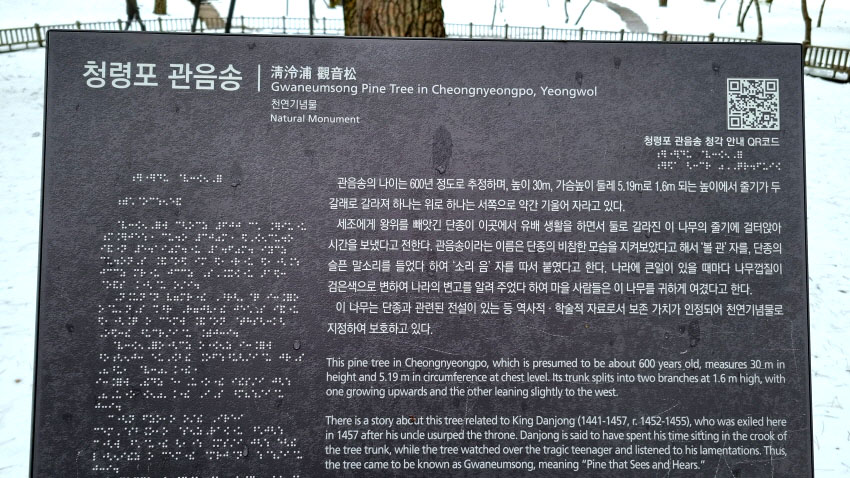 청령포 관음송
清泠浦 觀音松
Gwaneumsong Pine Tree in Cheongnyeongpo, Yeongwol
천연기념물
Natural Monument
청령포 관음송 청각 안내 QR코드
관음송의 나이는 600년 정도로 추정하며, 높이 30m, 가슴높이 둘레 5.19m로 1.6m 되는 높이에서 줄기가 두
갈래로 갈라져 하나는 위로 하나는 서쪽으로 약간 기울어 자라고 있다.
세조에게 왕위를 빼앗긴 단종이 이곳에서 유배 생활을 하면서 둘로 갈라진 이 나무의 줄기에 걸터앉아
시간을 보냈다고 전한다. 관음송이라는 이름은 단종의 비참한 모습을 지켜보았다고 해서 '볼 관' 자를, 단종의
슬픈 말소리를 들었다 하여 '소리 음' 자를 따서 붙였다고 한다. 나라에 큰일이 있을 때마다 나무껍질이
검은색으로 변하여 나라의 변고를 알려 주었다 하여 마을 사람들은 이 나무를 귀하게 여겼다고 한다.
이 나무는 단종과 관련된 전설이 있는 등 역사적 · 학술적 자료로서 보존 가치가 인정되어 천연기념물로
지정하여 보호하고 있다.
This pine tree in Cheongnyeongpo, which is presumed to be about 600 years old, measures 30 m in
height and 5.19 m in circumference at chest level. Its trunk splits into two branches at 1.6 m high, with
one growing upwards and the other leaning slightly to the west.
There is a story about this tree related to King Danjong (1441-1457, r. 1452-1455), who was exiled here
in 1457 after his uncle usurped the throne. Danjong is said to have spent his time sitting in the crook of
the tree trunk, while the tree watched over the tragic teenager and listened to his lamentations. Thus,
the tree came to be known as Gwaneumsong, meaning “Pine that Sees and Hears.”